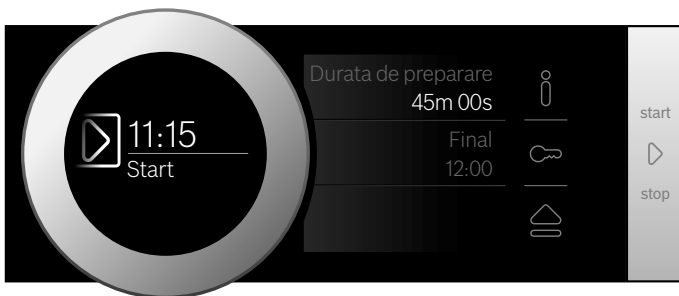 11:15
Start
Durata de preparare
45m 00s
Final
12:00
start
stop